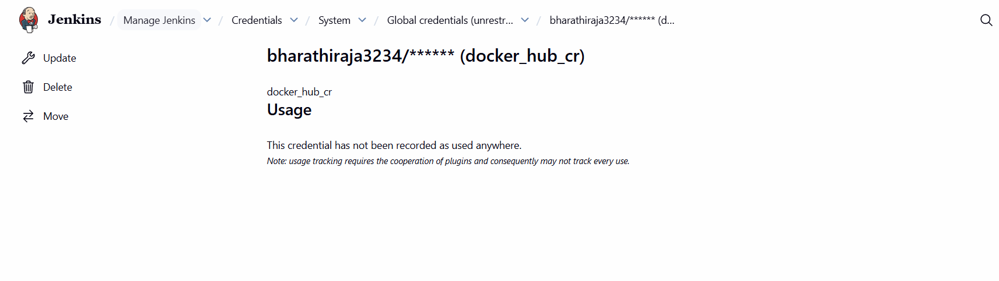 Jenkins / Manage Jenkins / Credentials / System / Global credentials (unrestr... / bharathiraja3234/****** (d...
Update
Delete
Move
bharathiraja3234/****** (docker_hub_cr)
docker_hub_cr
Usage
This credential has not been recorded as used anywhere.
Note: usage tracking requires the cooperation of plugins and consequently may not track every use.